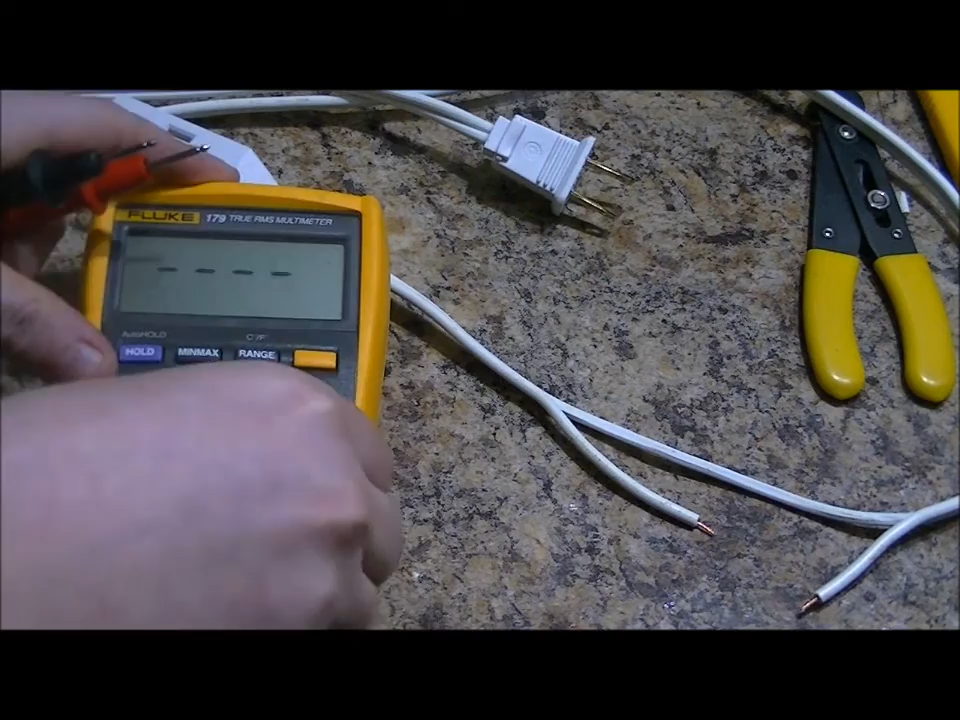 FLUKE 179 TRUE RMS MULTIMETER
----
AutoHOLD °C/°F
HOLD MINMAX RANGE